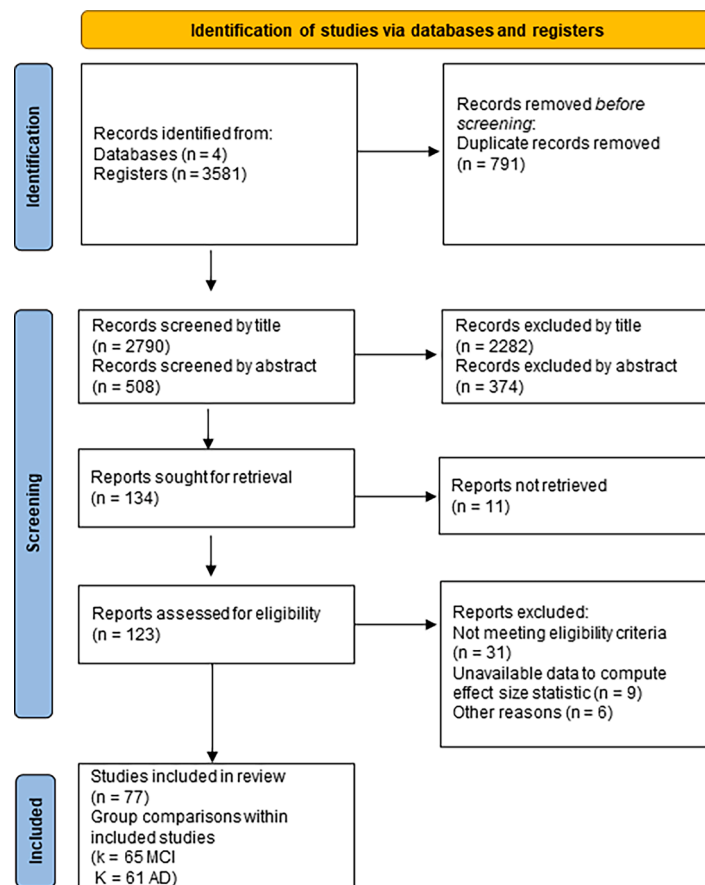 Identification of studies via databases and registers
Identification
Records identified from:
Databases (n = 4)
Registers (n = 3581)
Records removed before
screening:
Duplicate records removed
(n = 791)
Screening
Records screened by title
(n = 2790)
Records screened by abstract
(n = 508)
Records excluded by title
(n = 2282)
Records excluded by abstract
(n = 374)
Reports sought for retrieval
(n = 134)
Reports not retrieved
(n = 11)
Reports assessed for eligibility
(n = 123)
Reports excluded:
Not meeting eligibility criteria
(n = 31)
Unavailable data to compute
effect size statistic (n = 9)
Other reasons (n = 6)
Included
Studies included in review
(n = 77)
Group comparisons within
included studies
(k = 65 MCI
K = 61 AD)